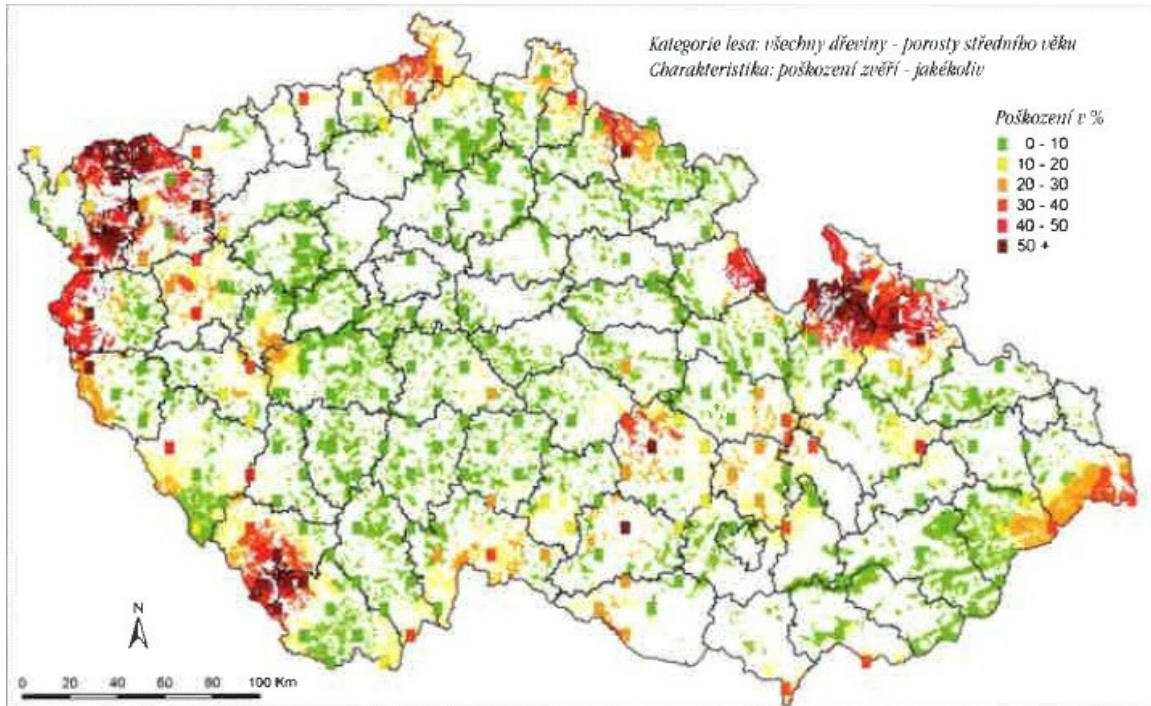 Kategorie lesa: všechny dřeviny - porosty středního věku
Charakteristika: poškození zvěří - jakékoliv
Poškození v %
0 - 10
10 - 20
20 - 30
30 - 40
40 - 50
50 +
N
0 20 40 60 80 100 Km